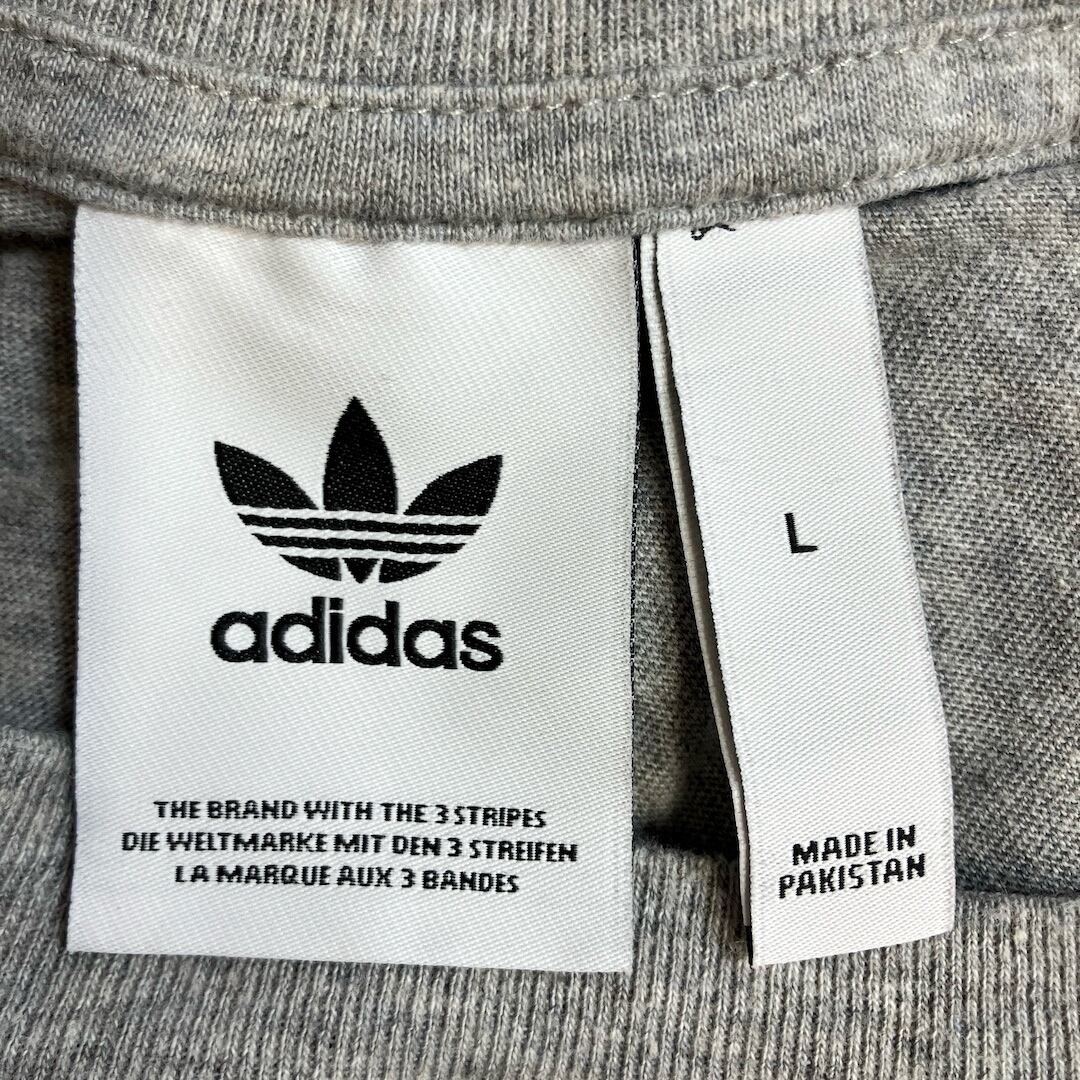 adidas
THE BRAND WITH THE 3 STRIPES
DIE WELTMARKE MIT DEN 3 STREIFEN
LA MARQUE AUX 3 BANDES
L
MADE IN
PAKISTAN